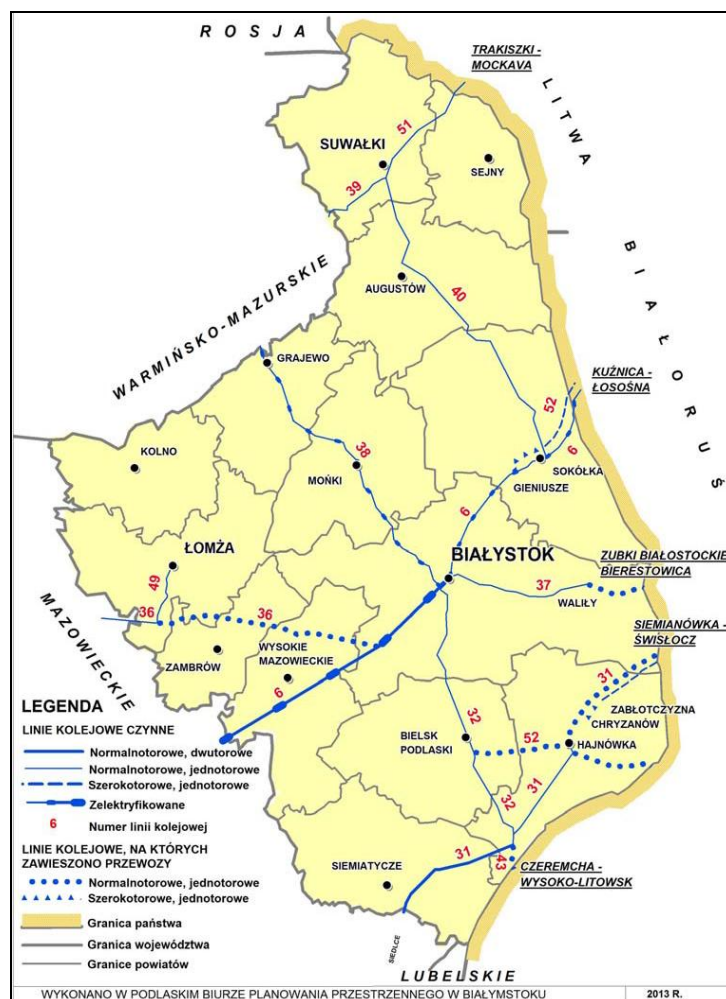 ROSJA
TRAKISZKI -
MOCKAVA
LITWA
BIAŁORUŚ
SUWAŁKI
SEJNY
51
39
AUGUSTÓW
40
WARMIŃSKO-MAZURSKIE
GRAJEWO
KUŹNICA -
ŁOSOŚNA
52
KOLNO
38
MOŃKI
6
SOKÓŁKA
GIENIUSZE
6
ŁOMŻA
BIAŁYSTOK
ZUBKI BIAŁOSTOCKIE
BIERESTOWICA
49
37
WALIŁY
36
36
SIEMIANÓWKA -
ŚWISŁOCZ
MAZOWIECKIE
ZAMBRÓW
WYSOKIE
MAZOWIECKIE
6
31
ZABŁOTCZYZNA
CHRYZANÓW
32
BIELSK
PODLASKI
52
HAJNÓWKA
31
32
31
43
SIEMIATYCZE
CZEREMCHA -
WYSOKO-LITOWSK
SIEDLCE
LUBELSKIE
LEGENDA
LINIE KOLEJOWE CZYNNE
Normalnotorowe, dwutorowe
Normalnotorowe, jednotorowe
Szerokotorowe, jednotorowe
Zelektryfikowane
6 Numer linii kolejowej
LINIE KOLEJOWE, NA KTÓRYCH
ZAWIESZONO PRZEWOZY
Normalnotorowe, jednotorowe
Szerokotorowe, jednotorowe
Granica państwa
Granica województwa
Granice powiatów
WYKONANO W PODLASKIM BIURZE PLANOWANIA PRZESTRZENNEGO W BIAŁYMSTOKU
2013 R.